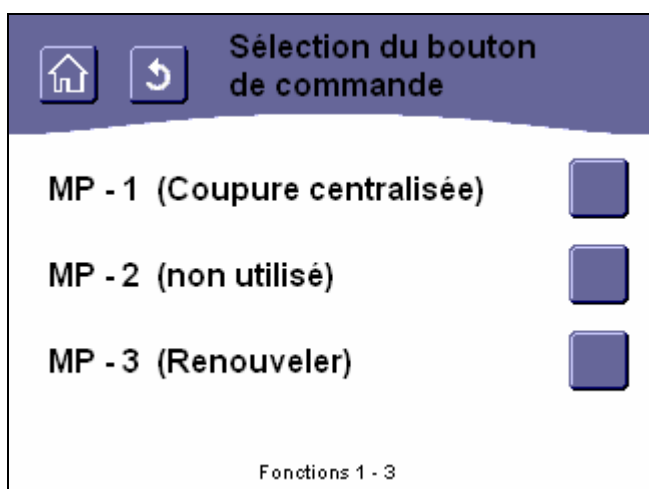 Sélection du bouton
de commande
MP - 1 (Coupure centralisée)
MP - 2 (non utilisé)
MP - 3 (Renouveler)
Fonctions 1 - 3